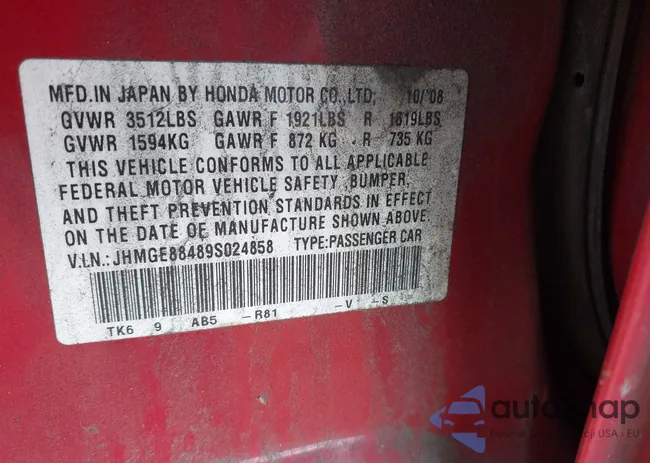 MFD.IN JAPAN BY HONDA MOTOR CO.,LTD, 10/'08
GVWR 3512LBS GAWR F 1921LBS R 1619LBS
GVWR 1594KG GAWR F 872 KG R 735 KG
THIS VEHICLE CONFORMS TO ALL APPLICABLE
FEDERAL MOTOR VEHICLE SAFETY, BUMPER,
AND THEFT PREVENTION STANDARDS IN EFFECT
ON THE DATE OF MANUFACTURE SHOWN ABOVE.
V.I.N.: JHMGE88489S024858 TYPE:PASSENGER CAR
TK6 9 AB5 -R81 -V -S
USA • EU